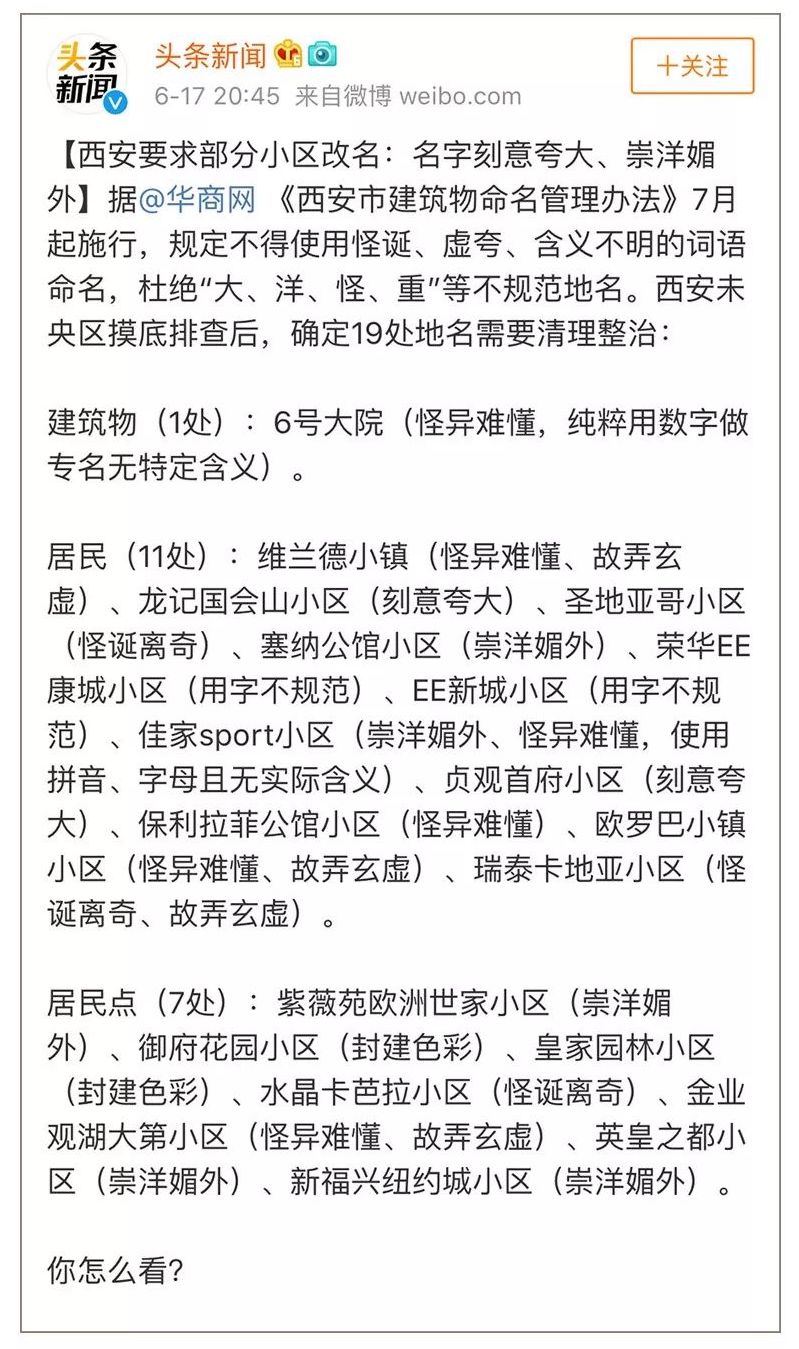 头条
新闻
头条新闻
6-17 20:45 来自微博 weibo.com
+关注
【西安要求部分小区改名：名字刻意夸大、崇洋媚
外】据@华商网 《西安市建筑物命名管理办法》7月
起施行，规定不得使用怪诞、虚夸、含义不明的词语
命名，杜绝“大、洋、怪、重”等不规范地名。西安未
央区摸底排查后，确定19处地名需要清理整治：
建筑物（1处）：6号大院（怪异难懂，纯粹用数字做
专名无特定含义）。
居民（11处）：维兰德小镇（怪异难懂、故弄玄
虚）、龙记国会山小区（刻意夸大）、圣地亚哥小区
（怪诞离奇）、塞纳公馆小区（崇洋媚外）、荣华EE
康城小区（用字不规范）、EE新城小区（用字不规
范）、佳家sport小区（崇洋媚外、怪异难懂，使用
拼音、字母且无实际含义）、贞观首府小区（刻意夸
大）、保利拉菲公馆小区（怪异难懂）、欧罗巴小镇
小区（怪异难懂、故弄玄虚）、瑞泰卡地亚小区（怪
诞离奇、故弄玄虚）。
居民点（7处）：紫薇苑欧洲世家小区（崇洋媚
外）、御府花园小区（封建色彩）、皇家园林小区
（封建色彩）、水晶卡芭拉小区（怪诞离奇）、金业
观湖大第小区（怪异难懂、故弄玄虚）、英皇之都小
区（崇洋媚外）、新福兴纽约城小区（崇洋媚外）。
你怎么看？